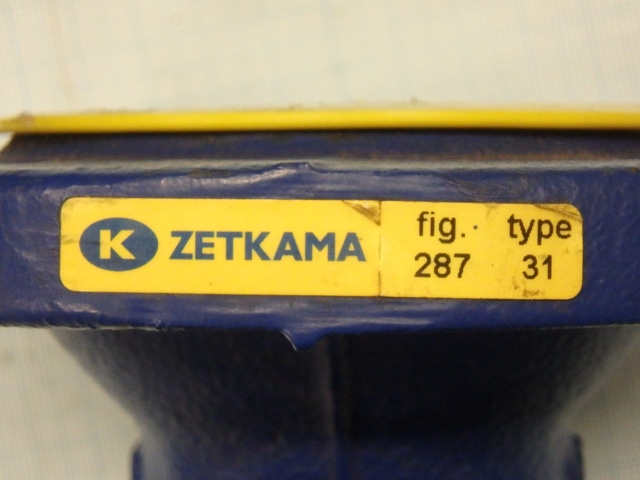 K ZETKAMA
fig. type
287 31